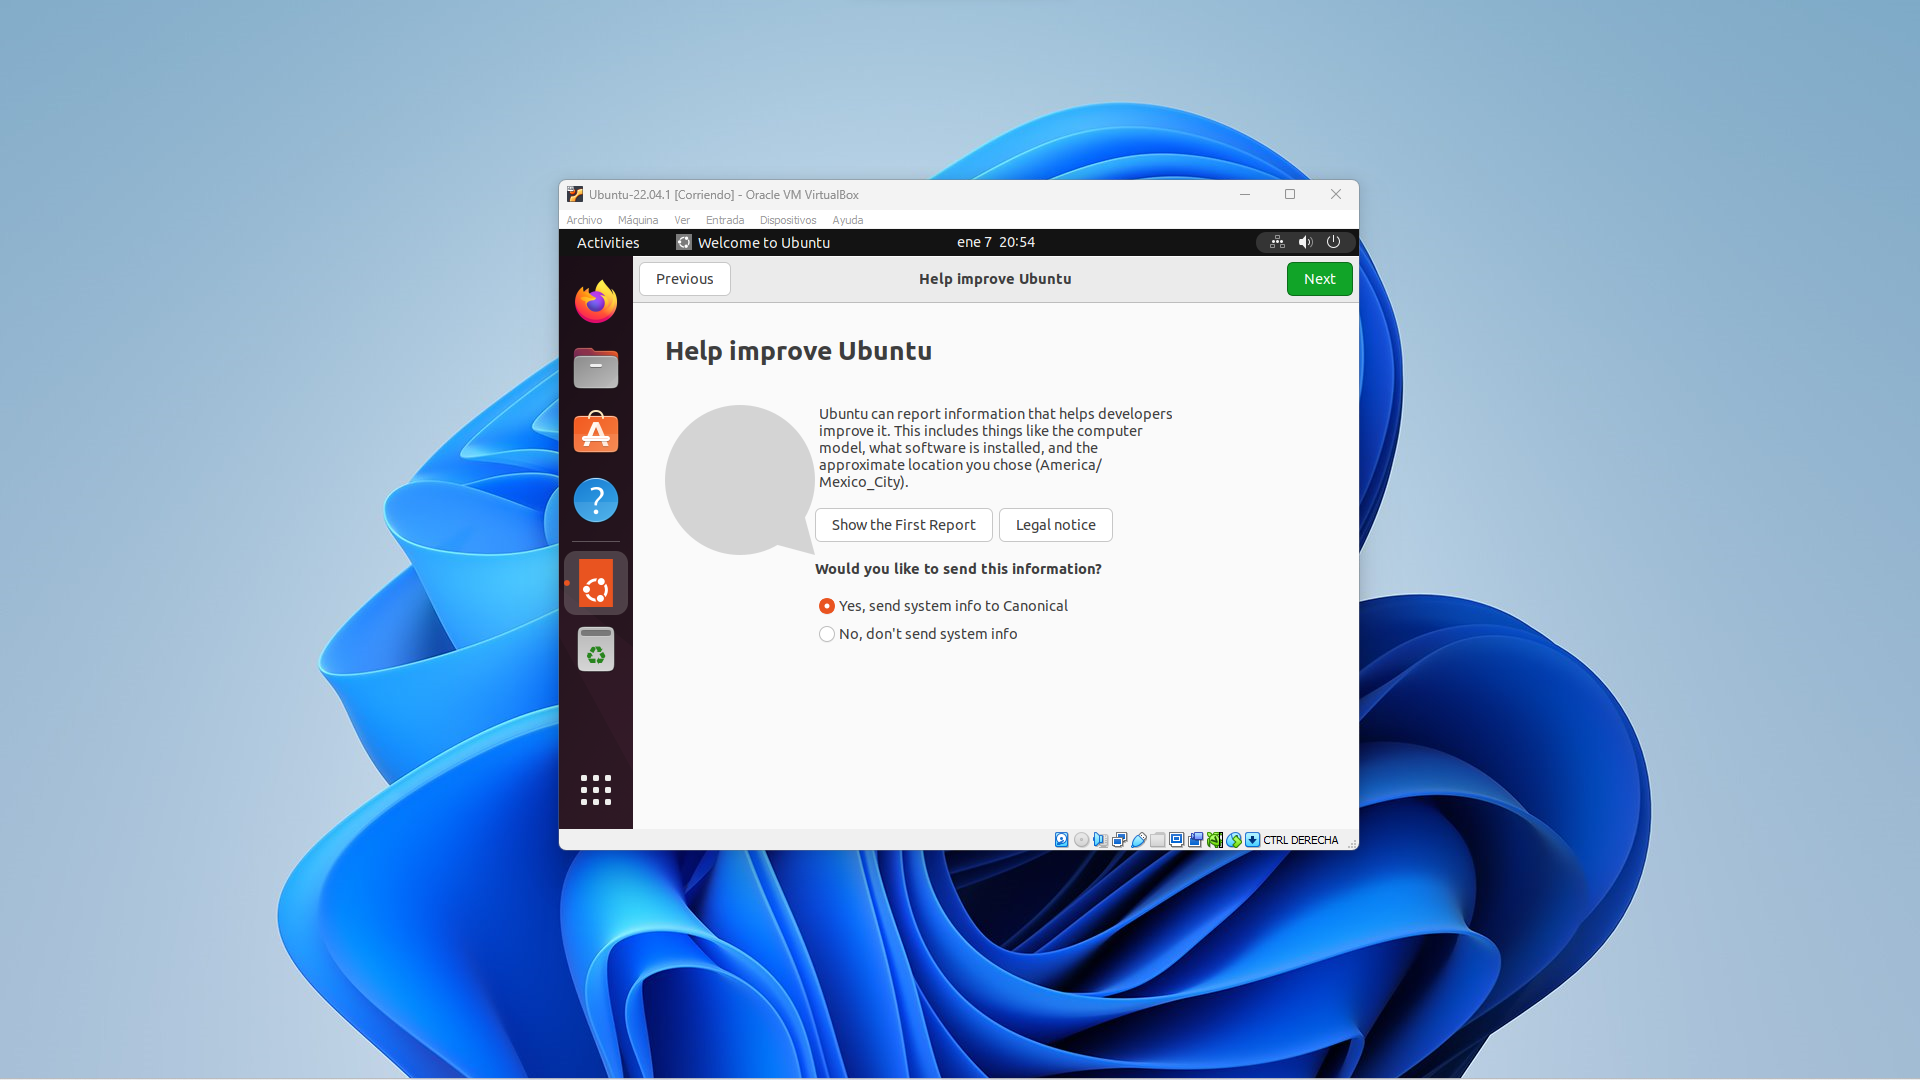 Ubuntu-22.04.1 [Corriendo] - Oracle VM VirtualBox
Archivo Máquina Ver Entrada Dispositivos Ayuda
Activities Welcome to Ubuntu ene 7 20:54
Previous Help improve Ubuntu Next
Help improve Ubuntu
Ubuntu can report information that helps developers
improve it. This includes things like the computer
model, what software is installed, and the
approximate location you chose (America/
Mexico_City).
Show the First Report Legal notice
Would you like to send this information?
Yes, send system info to Canonical
No, don't send system info
CTRL DERECHA